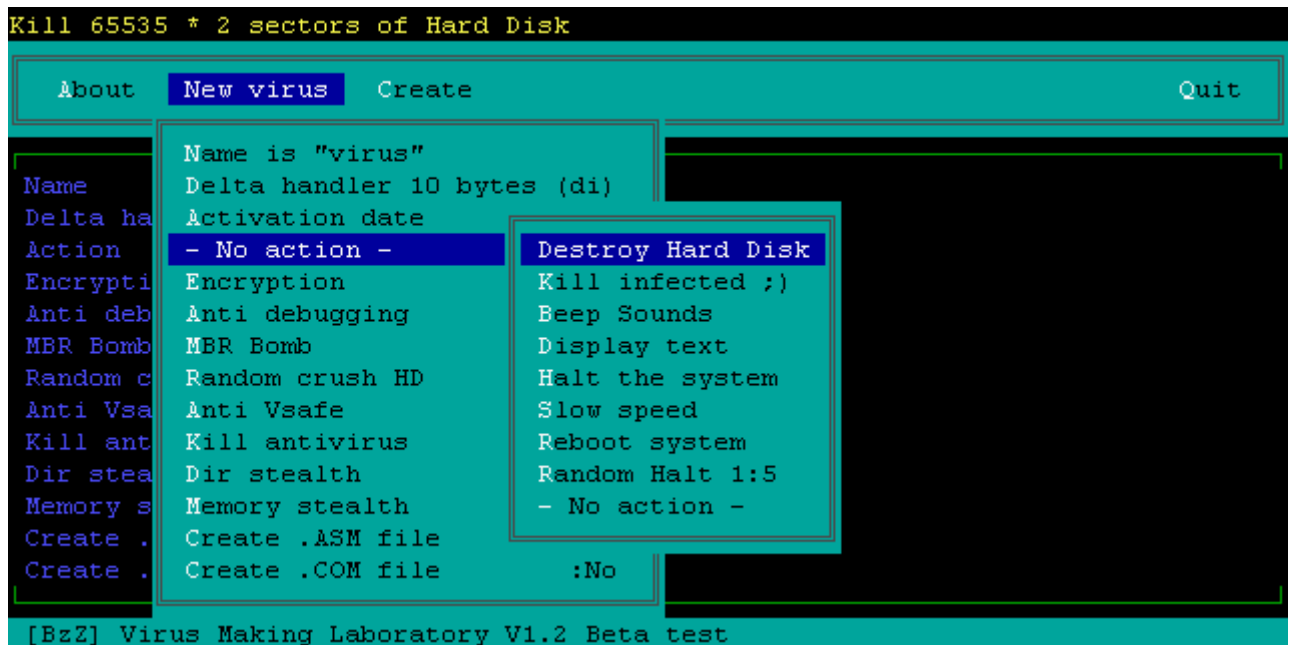 Kill 65535 * 2 sectors of Hard Disk
About New virus Create Quit
Name is "virus"
Name Delta handler 10 bytes (di)
Delta ha Activation date
Action - No action - Destroy Hard Disk
Encrypti Encryption Kill infected ;)
Anti deb Anti debugging Beep Sounds
MBR Bomb MBR Bomb Display text
Random c Random crush HD Halt the system
Anti Vsa Anti Vsafe Slow speed
Kill ant Kill antivirus Reboot system
Dir stea Dir stealth Random Halt 1:5
Memory s Memory stealth - No action -
Create . Create .ASM file
Create . Create .COM file :No
[BzZ] Virus Making Laboratory V1.2 Beta test